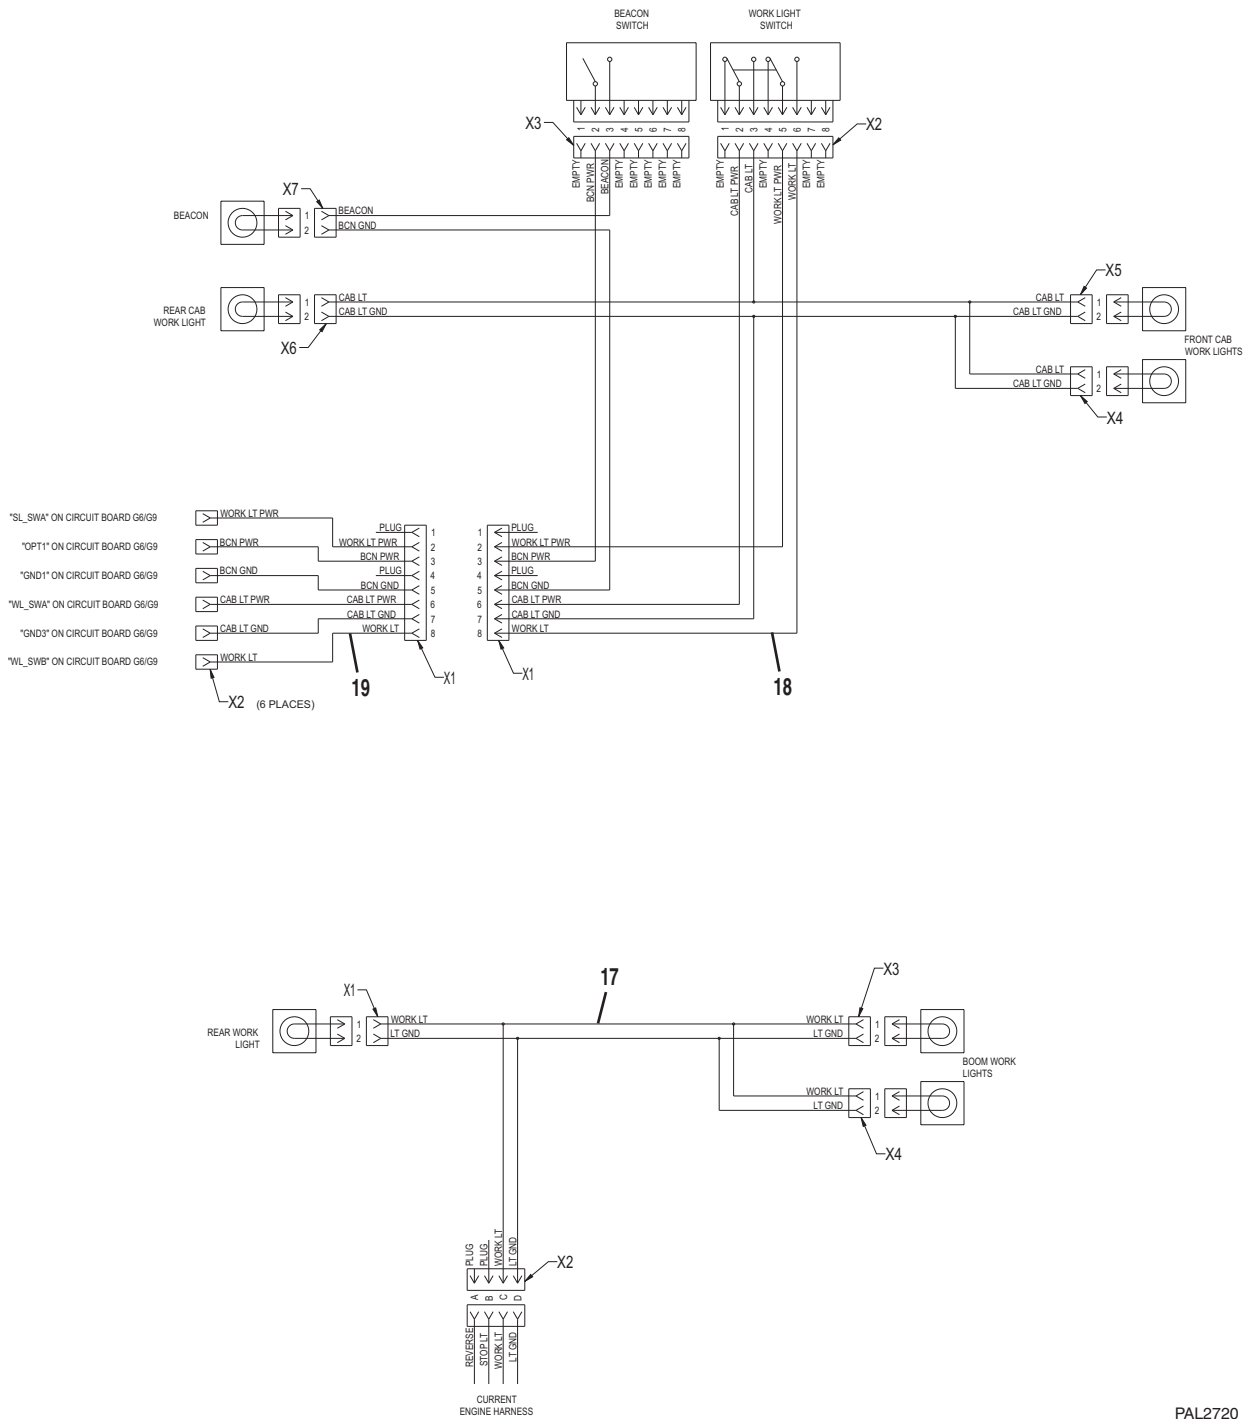 BEACON
SWITCH
WORK LIGHT
SWITCH
X3
1 2 3 4 5 6 7 8
1 2 3 4 5 6 7 8
X2
EMPTY
BCN PWR
BEACON
EMPTY
EMPTY
EMPTY
EMPTY
EMPTY
EMPTY
CAB LT PWR
CAB LT
EMPTY
WORK LT PWR
WORK LT
EMPTY
EMPTY
X7
BEACON
1 BEACON
2 BCN GND
REAR CAB
WORK LIGHT
1 CAB LT
2 CAB LT GND
X6
X5
CAB LT 1
CAB LT GND 2
FRONT CAB
WORK LIGHTS
CAB LT 1
CAB LT GND 2
X4
"SL_SWA" ON CIRCUIT BOARD G6/G9
WORK LT PWR
"OPT1" ON CIRCUIT BOARD G6/G9
BCN PWR
"GND1" ON CIRCUIT BOARD G6/G9
BCN GND
"WL_SWA" ON CIRCUIT BOARD G6/G9
CAB LT PWR
"GND3" ON CIRCUIT BOARD G6/G9
CAB LT GND
"WL_SWB" ON CIRCUIT BOARD G6/G9
WORK LT
X2 (6 PLACES)
PLUG 1
WORK LT PWR 2
BCN PWR 3
PLUG 4
BCN GND 5
CAB LT PWR 6
CAB LT GND 7
WORK LT 8
19
X1
1 PLUG
2 WORK LT PWR
3 BCN PWR
4 PLUG
5 BCN GND
6 CAB LT PWR
7 CAB LT GND
8 WORK LT
X1
18
17
X1
REAR WORK
LIGHT
1 WORK LT
2 LT GND
X3
WORK LT 1
LT GND 2
BOOM WORK
LIGHTS
WORK LT 1
LT GND 2
X4
PLUG
PLUG
WORK LT
LT GND
X2
A B C D
REVERSE
STOP LT
WORK LT
LT GND
CURRENT
ENGINE HARNESS
PAL2720